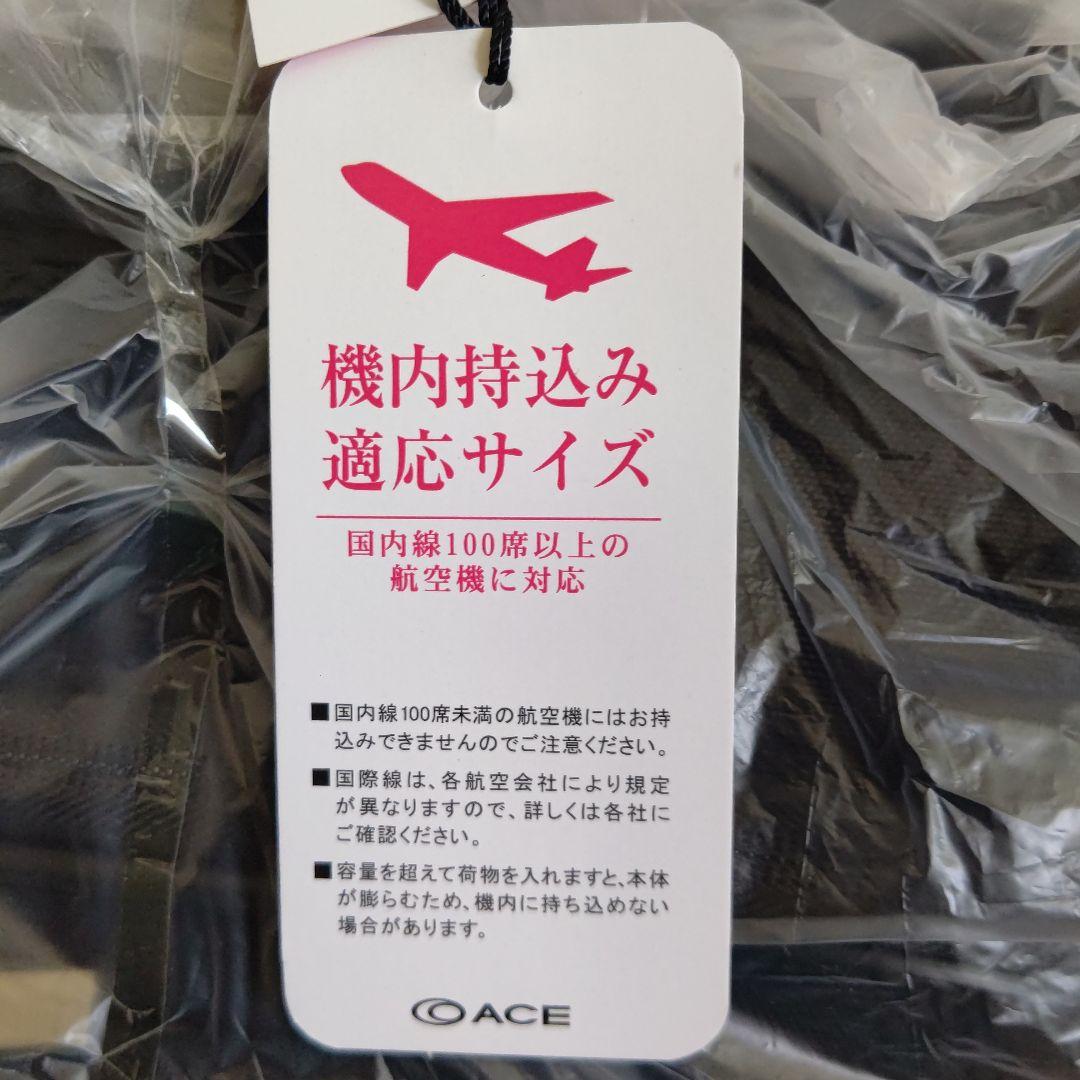 機内持込み
適応サイズ
国内線100席以上の
航空機に対応
■国内線100席未満の航空機にはお持
込みできませんのでご注意ください。
■国際線は、各航空会社により規定
が異なりますので、詳しくは各社に
ご確認ください。
■容量を超えて荷物を入れますと、本体
が膨らむため、機内に持ち込めない
場合があります。
ACE